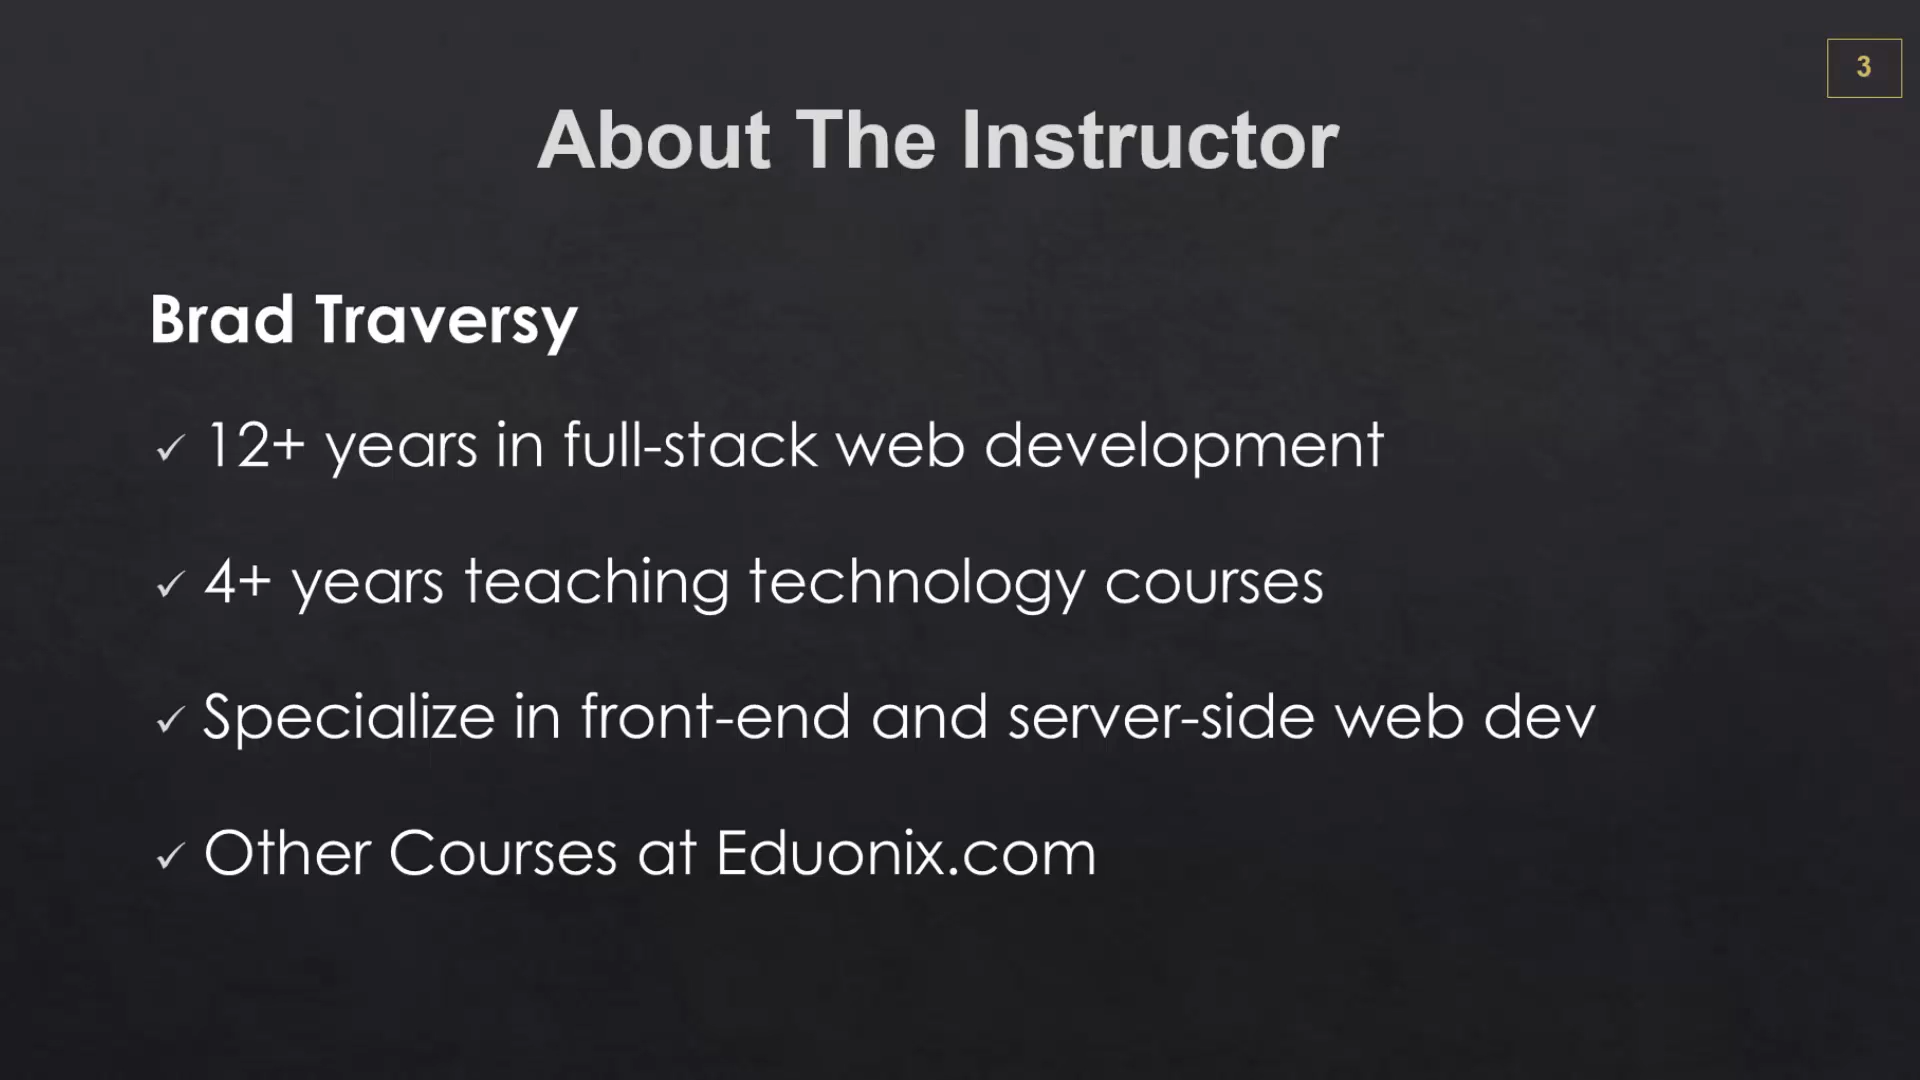 3
About The Instructor
Brad Traversy
✓ 12+ years in full-stack web development
✓ 4+ years teaching technology courses
✓ Specialize in front-end and server-side web dev
✓ Other Courses at Eduonix.com